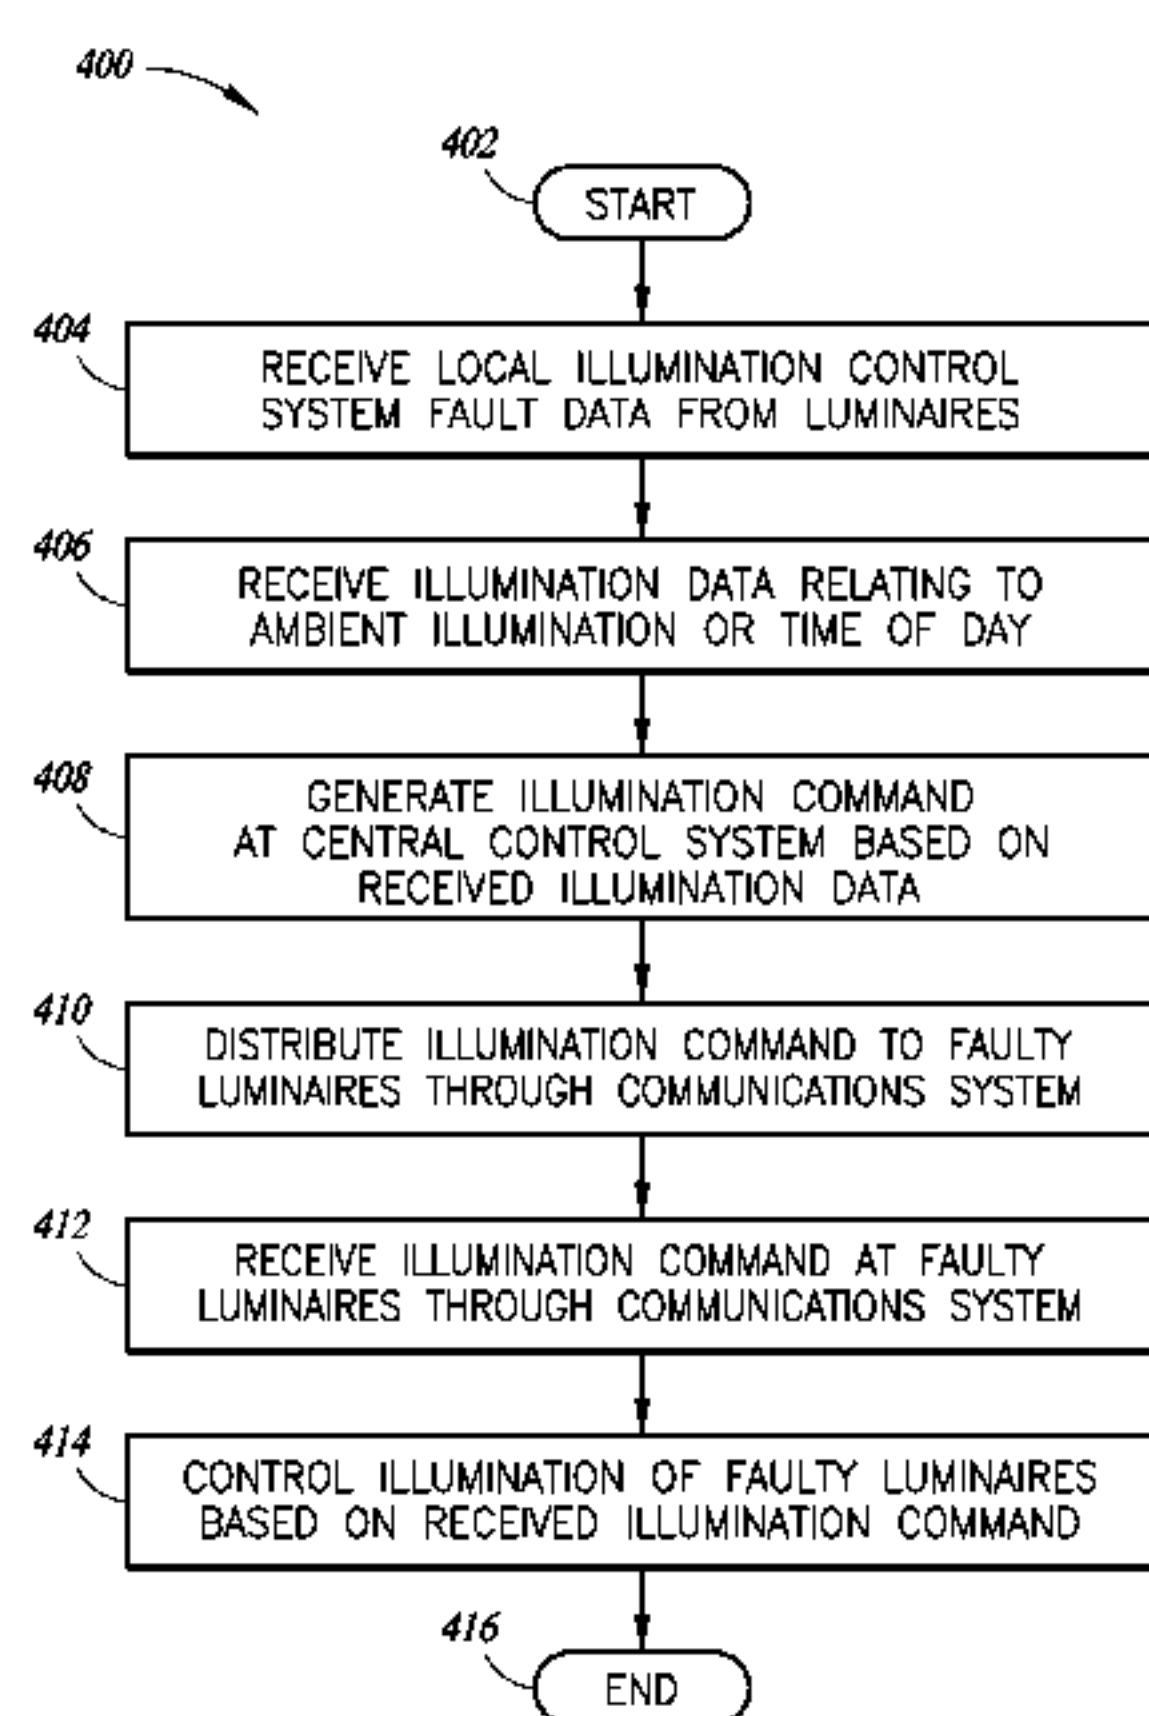 400
402
START
404
RECEIVE LOCAL ILLUMINATION CONTROL
SYSTEM FAULT DATA FROM LUMINAIRES
406
RECEIVE ILLUMINATION DATA RELATING TO
AMBIENT ILLUMINATION OR TIME OF DAY
408
GENERATE ILLUMINATION COMMAND
AT CENTRAL CONTROL SYSTEM BASED ON
RECEIVED ILLUMINATION DATA
410
DISTRIBUTE ILLUMINATION COMMAND TO FAULTY
LUMINAIRES THROUGH COMMUNICATIONS SYSTEM
412
RECEIVE ILLUMINATION COMMAND AT FAULTY
LUMINAIRES THROUGH COMMUNICATIONS SYSTEM
414
CONTROL ILLUMINATION OF FAULTY LUMINAIRES
BASED ON RECEIVED ILLUMINATION COMMAND
416
END